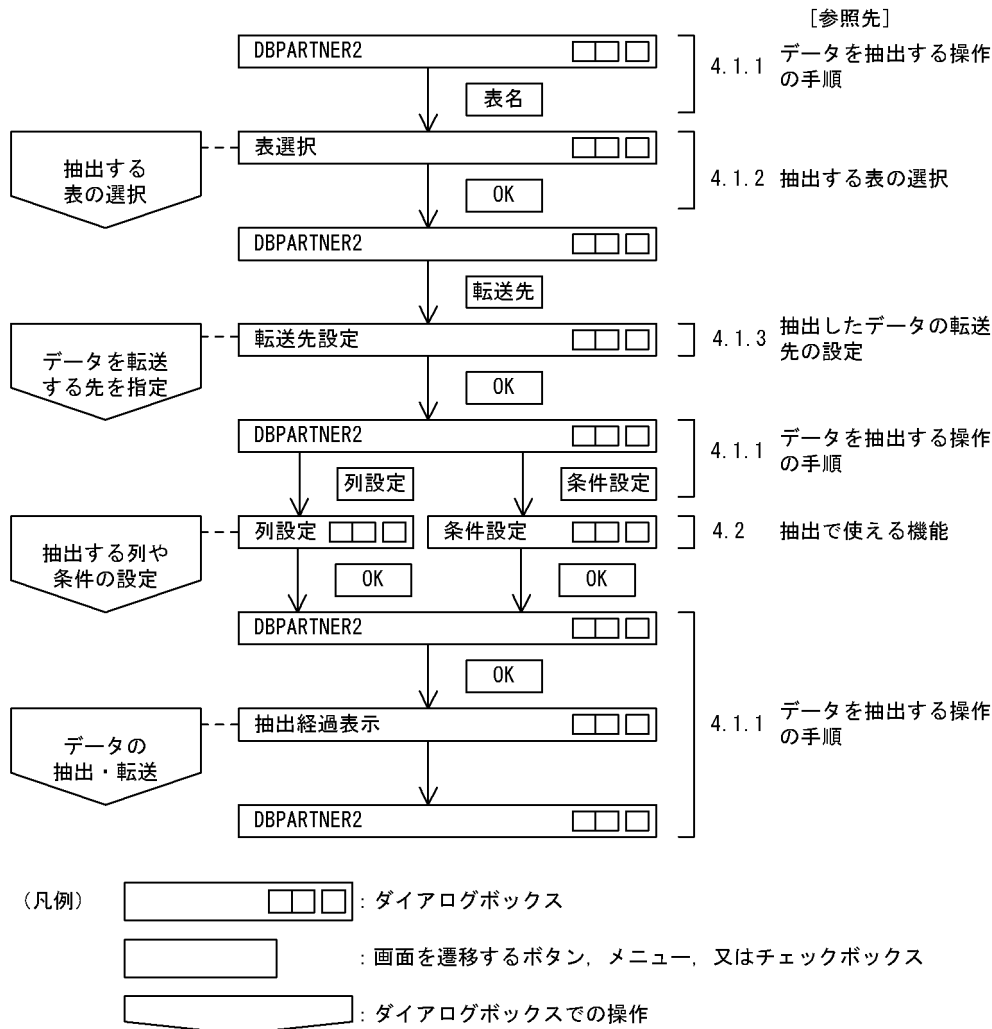 [参照先]
DBPARTNER2
4.1.1 データを抽出する操作
の手順
表名
抽出する
表の選択
表選択
4.1.2 抽出する表の選択
OK
DBPARTNER2
転送先
データを転送
する先を指定
転送先設定
4.1.3 抽出したデータの転送
先の設定
OK
DBPARTNER2
4.1.1 データを抽出する操作
の手順
列設定
条件設定
抽出する列や
条件の設定
列設定
条件設定
4.2 抽出で使える機能
OK
OK
DBPARTNER2
OK
データの
抽出・転送
抽出経過表示
4.1.1 データを抽出する操作
の手順
DBPARTNER2
(凡例)
:ダイアログボックス
:画面を遷移するボタン,メニュー,又はチェックボックス
:ダイアログボックスでの操作